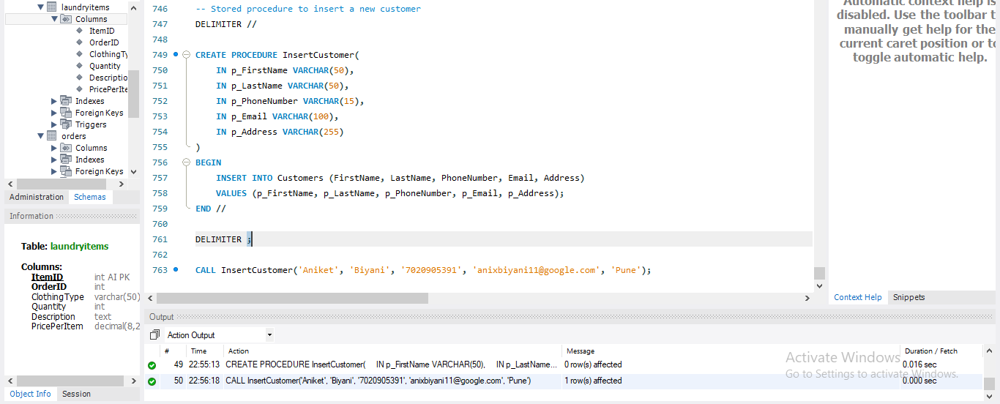 laundryitems
Columns
ItemID
OrderID
ClothingTy
Quantity
Descriptio
PricePerIte
Indexes
Foreign Keys
Triggers
orders
Columns
Indexes
Foreign Keys
Administration Schemas
Information
Table: laundryitems
Columns:
ItemID int AI PK
OrderID int
ClothingType varchar(50)
Quantity int
Description text
PricePerItem decimal(8,2
Object Info Session
746 -- Stored procedure to insert a new customer
747 DELIMITER //
748
749 CREATE PROCEDURE InsertCustomer(
750 IN p_FirstName VARCHAR(50),
751 IN p_LastName VARCHAR(50),
752 IN p_PhoneNumber VARCHAR(15),
753 IN p_Email VARCHAR(100),
754 IN p_Address VARCHAR(255)
755 )
756 BEGIN
757 INSERT INTO Customers (FirstName, LastName, PhoneNumber, Email, Address)
758 VALUES (p_FirstName, p_LastName, p_PhoneNumber, p_Email, p_Address);
759 END //
760
761 DELIMITER ;
762
763 CALL InsertCustomer('Aniket', 'Biyani', '7020905391', 'anixbiyani11@google.com', 'Pune');
Automatic context help is
disabled. Use the toolbar t
manually get help for the
current caret position or to
toggle automatic help.
Context Help Snippets
Output
Action Output
# Time Action Message Duration / Fetch
49 22:55:13 CREATE PROCEDURE InsertCustomer( IN p_FirstName VARCHAR(50), IN p_LastName... 0 row(s) affected 0.016 sec
50 22:56:18 CALL InsertCustomer('Aniket', 'Biyani', '7020905391', 'anixbiyani11@google.com', 'Pune') 1 row(s) affected 0.000 sec
Activate Windows
Go to Settings to activate Windows.